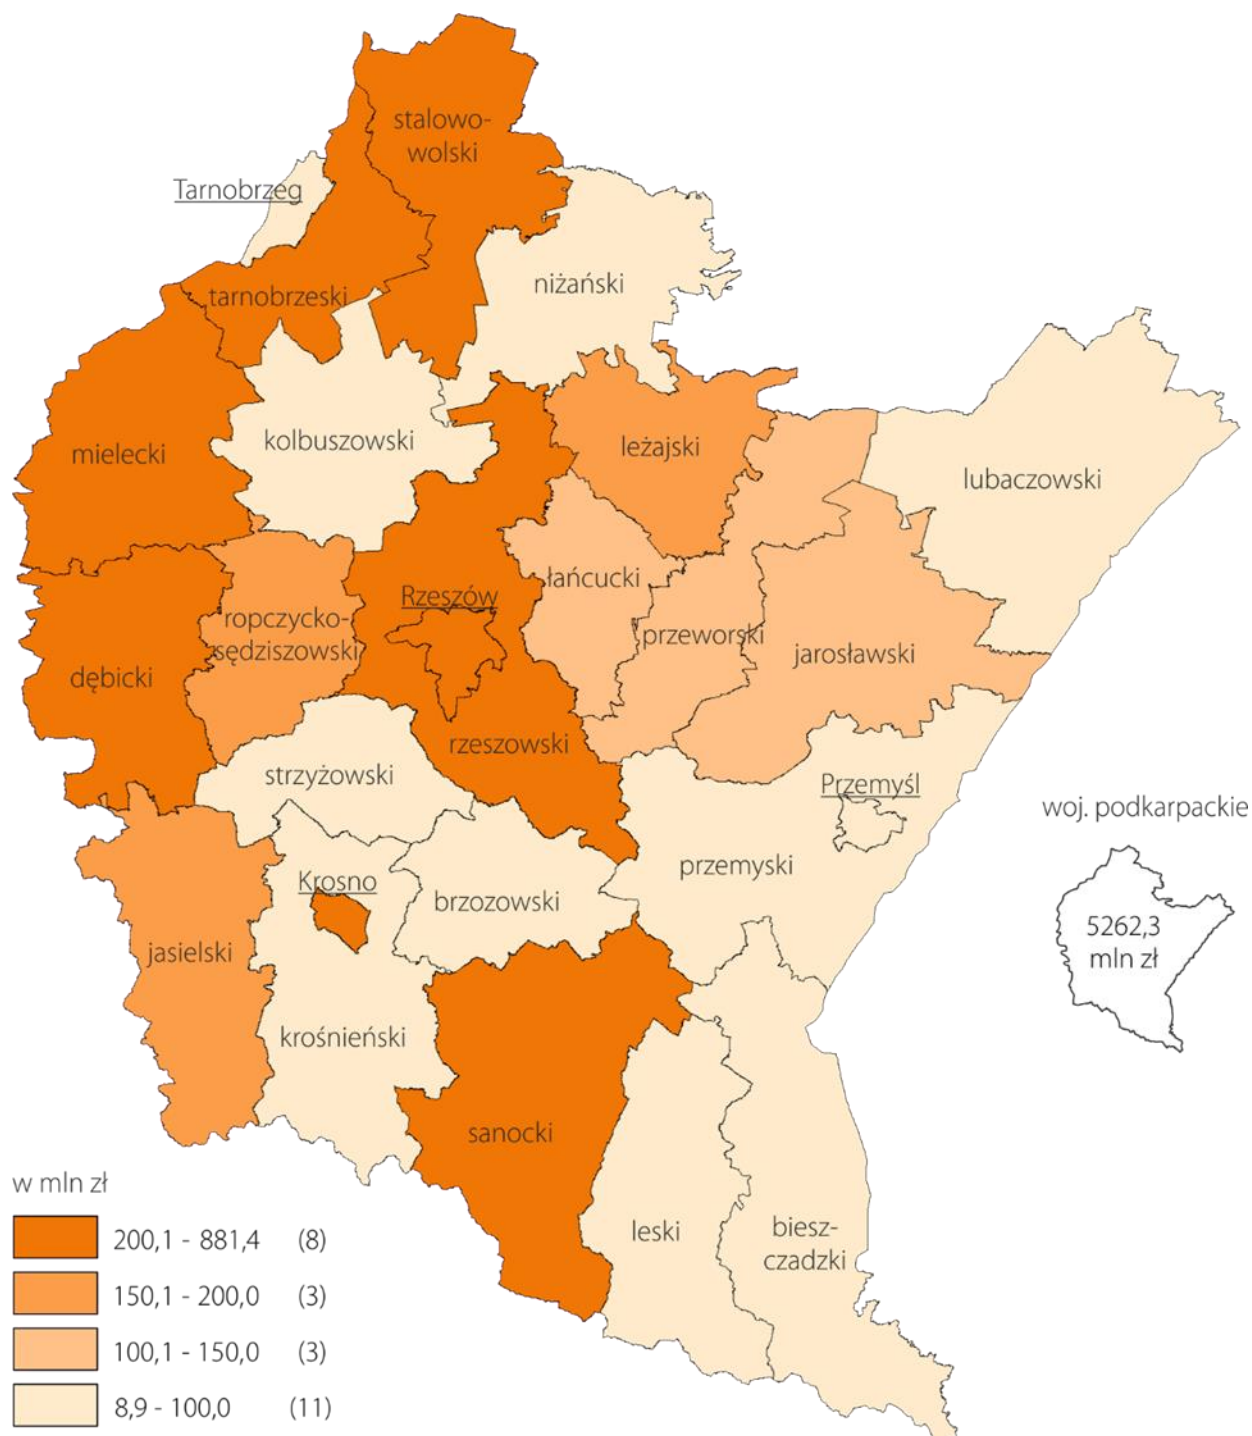 stalowo-
wolski
Tarnobrzeg
niżański
tarnobrzeski
kolbuszowski
mielecki
leżajski
lubaczowski
łańcucki
Rzeszów
ropczycko-
sędziszowski
przeworski
jarosławski
dębicki
rzeszowski
strzyżowski
Przemyśl
woj. podkarpackie
przemyski
Krosno
brzozowski
5262,3
mln zł
jasielski
krośnieński
sanocki
leski
biesz-
czadzki
w mln zł
200,1 - 881,4 (8)
150,1 - 200,0 (3)
100,1 - 150,0 (3)
8,9 - 100,0 (11)